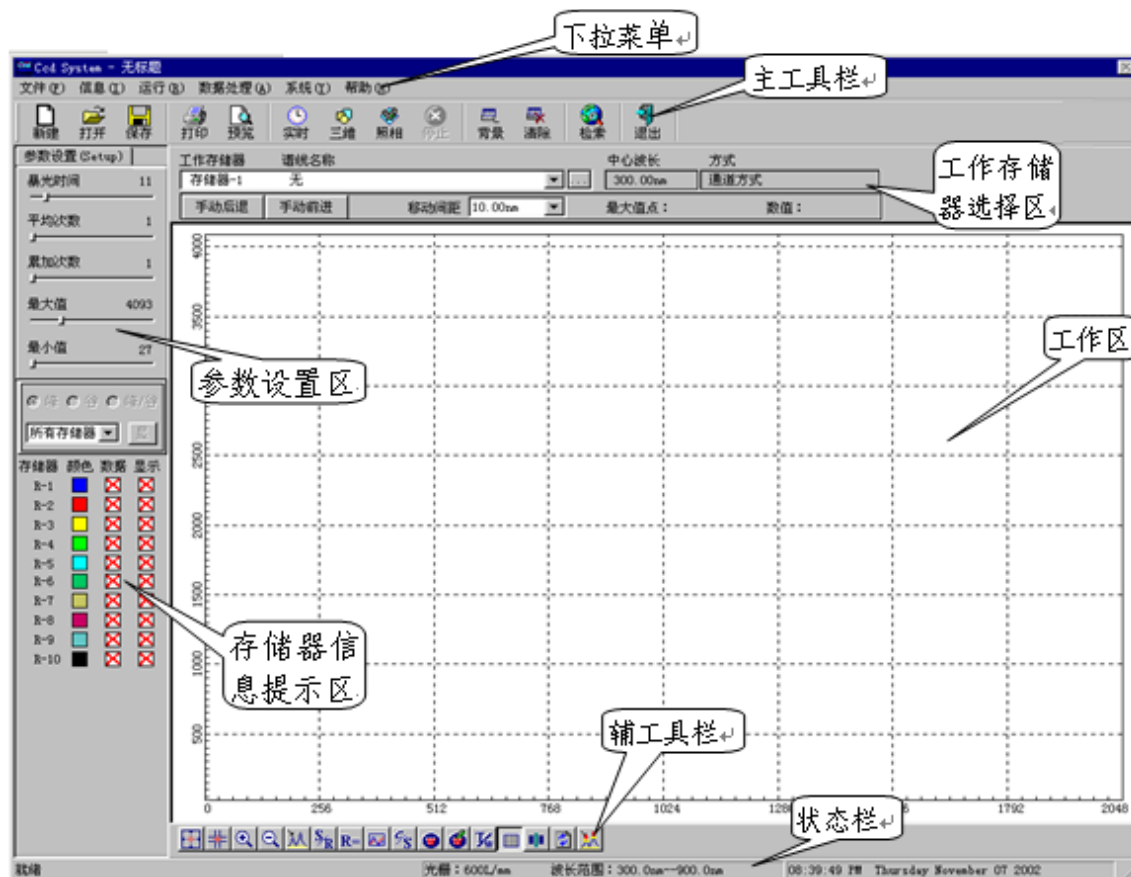 下拉菜单
Ccd System - 无标题
主工具栏
文件(F) 信息(I) 运行(R) 数据处理(A) 系统(Y) 帮助
新建 打开 保存 打印 预览 实时 三维 照相 停止 背景 清除 检索 退出
参数设置(Setup)
工作存储器 谱线名称 中心波长 方式
存储器-1 无 ... 300.00nm 通道方式
手动后退 手动前进 移动间距 10.00nm 最大值点: 数值:
工作存储
器选择区
曝光时间 11
平均次数 1
累加次数 1
最大值 4093
最小值 27
参数设置区
工作区
峰 谷 峰/谷
所有存储器
存储器 颜色 数据 显示
R-1
R-2
R-3
R-4
R-5
R-6
R-7
R-8
R-9
R-10
存储器信
息提示区
4000
3500
2500
2000
1500
1000
500
0 256 512 768 1024 1792 2048
辅工具栏
状态栏
就绪 光栅:600L/mm 波长范围:300.0nm--900.0nm 08:39:49 PM Thursday November 07 2002